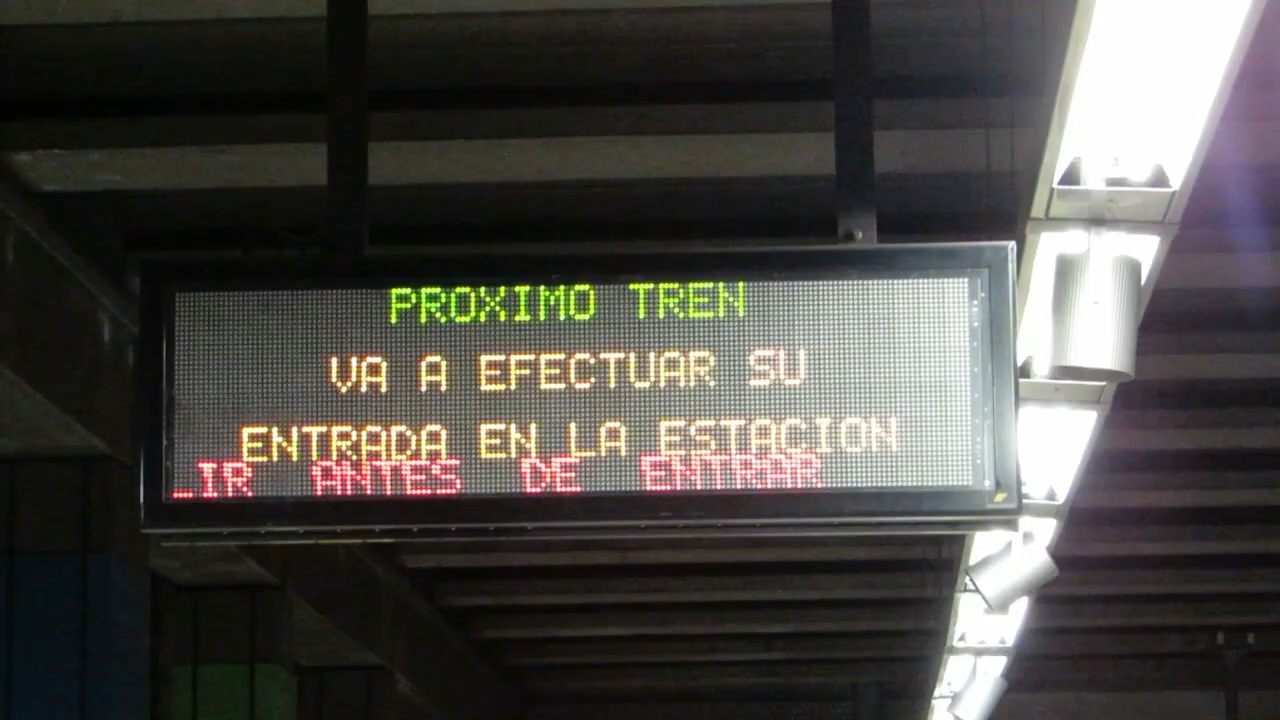 PROXIMO TREN
VA A EFECTUAR SU
ENTRADA EN LA ESTACION
IR ANTES DE ENTRAR